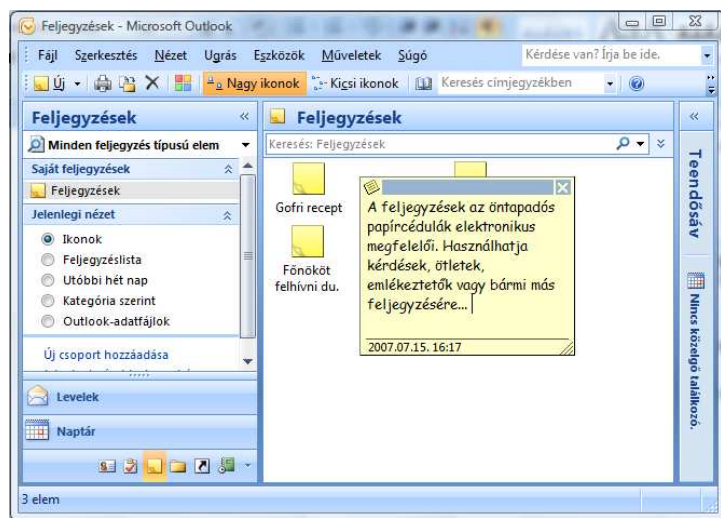 Feljegyzések - Microsoft Outlook
Fájl Szerkesztés Nézet Ugrás Eszközök Műveletek Súgó Kérdése van? Írja be ide.
Új Nagy ikonok Kicsi ikonok Keresés címjegyzékben
Feljegyzések
Minden feljegyzés típusú elem
Saját feljegyzések
Feljegyzések
Jelenlegi nézet
Ikonok
Feljegyzéslista
Utóbbi hét nap
Kategória szerint
Outlook-adatfájlok
Új csoport hozzáadása
Levelek
Naptár
Feljegyzések
Keresés: Feljegyzések
Gofri recept
Főnököt
felhívni du.
A feljegyzések az öntapadós
papírcédulák elektronikus
megfelelői. Használhatja
kérdések, ötletek,
emlékeztetők vagy bármi más
feljegyzésére...
2007.07.15. 16:17
Teendősáv
Nincs közelgő találkozó.
3 elem